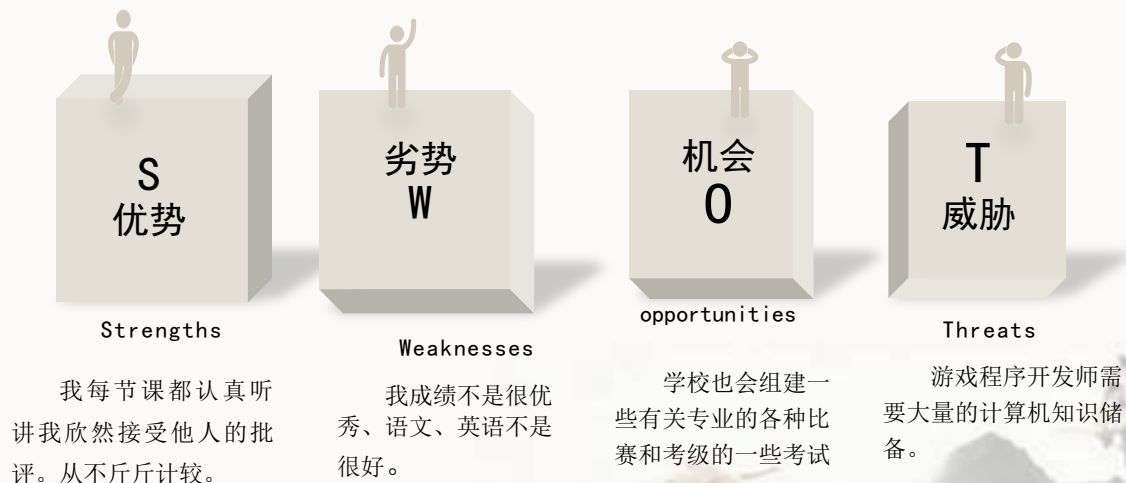 S
优势
Strengths
我每节课都认真听
讲我欣然接受他人的批
评。从不斤斤计较。
劣势
W
Weaknesses
我成绩不是很优
秀、语文、英语不是
很好。
机会
O
opportunities
学校也会组建一
些有关专业的各种比
赛和考级的一些考试
T
威胁
Threats
游戏程序开发师需
要大量的计算机知识储
备。